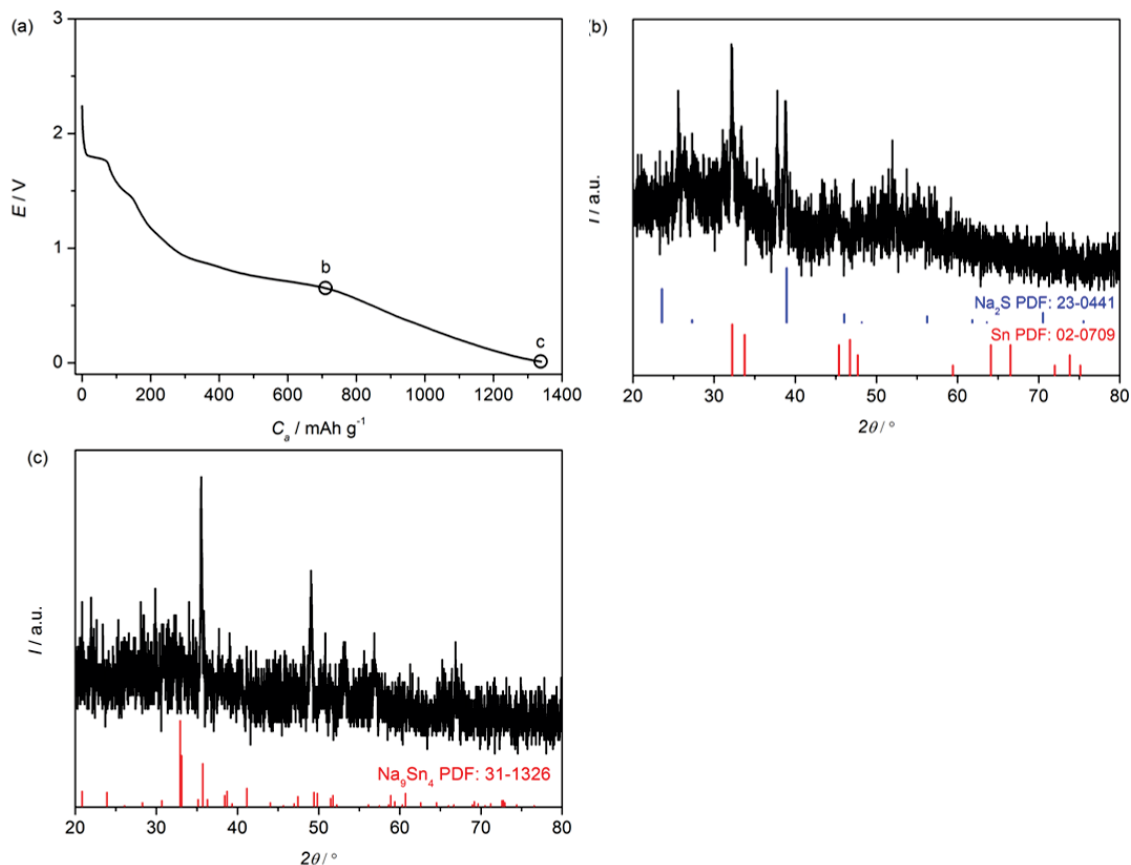 (a)
3
2
1
0
E / V
b
c
0 200 400 600 800 1000 1200 1400
Cₐ / mAh g⁻¹
(b)
I / a.u.
Na₂S PDF: 23-0441
Sn PDF: 02-0709
20 30 40 50 60 70 80
2θ / °
(c)
I / a.u.
Na₉Sn₄ PDF: 31-1326
20 30 40 50 60 70 80
2θ / °